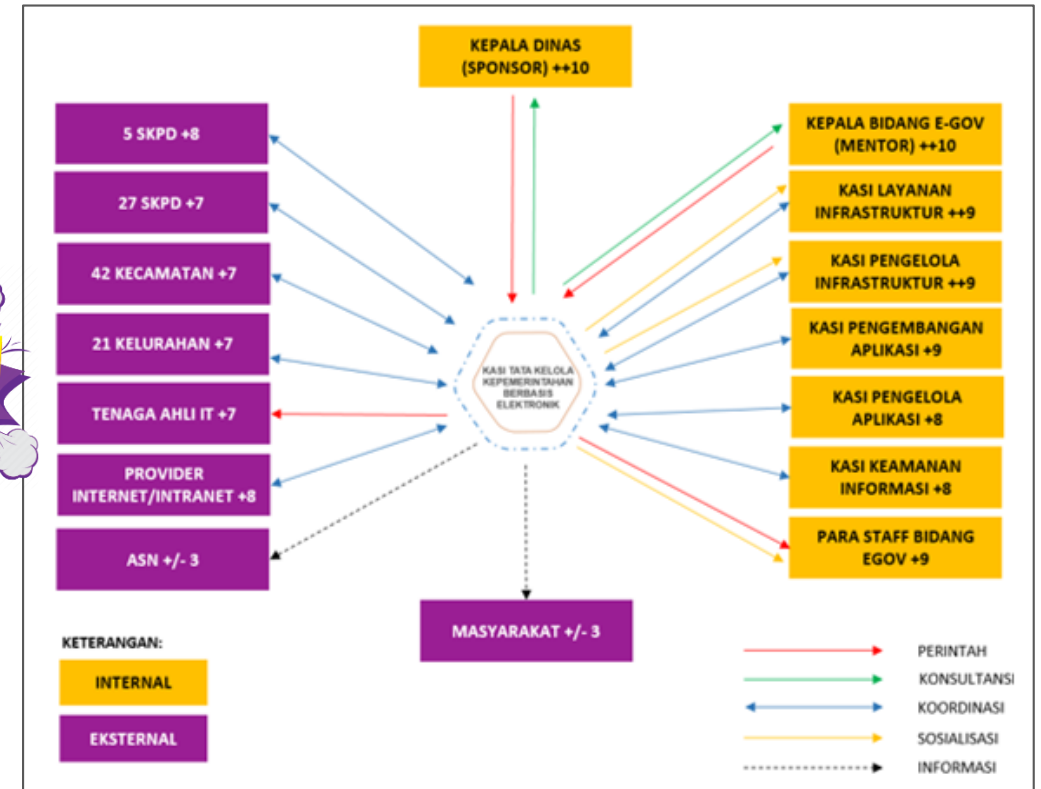 KEPALA DINAS
(SPONSOR) ++10
5 SKPD +8
27 SKPD +7
42 KECAMATAN +7
21 KELURAHAN +7
TENAGA AHLI IT +7
PROVIDER
INTERNET/INTRANET +8
ASN +/- 3
KASI TATA KELOLA
KEPEMERINTAHAN
BERBASIS
ELEKTRONIK
KEPALA BIDANG E-GOV
(MENTOR) ++10
KASI LAYANAN
INFRASTRUKTUR ++9
KASI PENGELOLA
INFRASTRUKTUR ++9
KASI PENGEMBANGAN
APLIKASI +9
KASI PENGELOLA
APLIKASI +8
KASI KEAMANAN
INFORMASI +8
PARA STAFF BIDANG
EGOV +9
MASYARAKAT +/- 3
KETERANGAN:
INTERNAL
EKSTERNAL
PERINTAH
KONSULTANSI
KOORDINASI
SOSIALISASI
INFORMASI